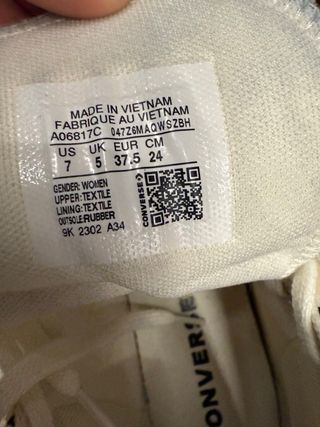 MADE IN VIETNAM
FABRIQUE AU VIETNAM
A06817C 047Z6MAQWSZBH
US UK EUR CM
7 5 37.5 24
GENDER: WOMEN
UPPER:TEXTILE
LINING:TEXTILE
OUTSOLE:RUBBER
9K 2302 A34
CONVERSE
CONVERSE